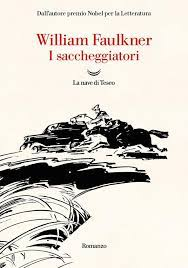 Dall'autore premio Nobel per la Letteratura
William Faulkner
I saccheggiatori
La nave di Teseo
Romanzo